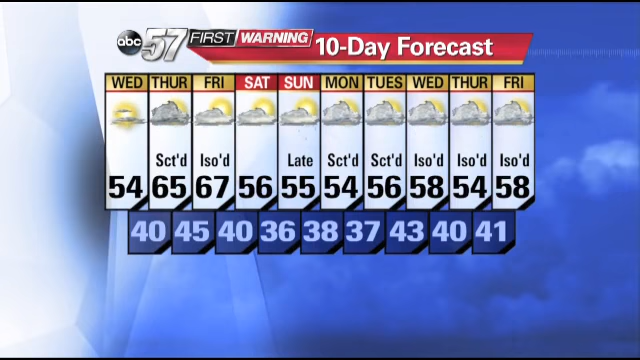 abc 57 FIRST WARNING 10-Day Forecast
WED THUR FRI SAT SUN MON TUES WED THUR FRI
Sct'd Iso'd Late Sct'd Sct'd Iso'd Iso'd Iso'd
54 65 67 56 55 54 56 58 54 58
40 45 40 36 38 37 43 40 41